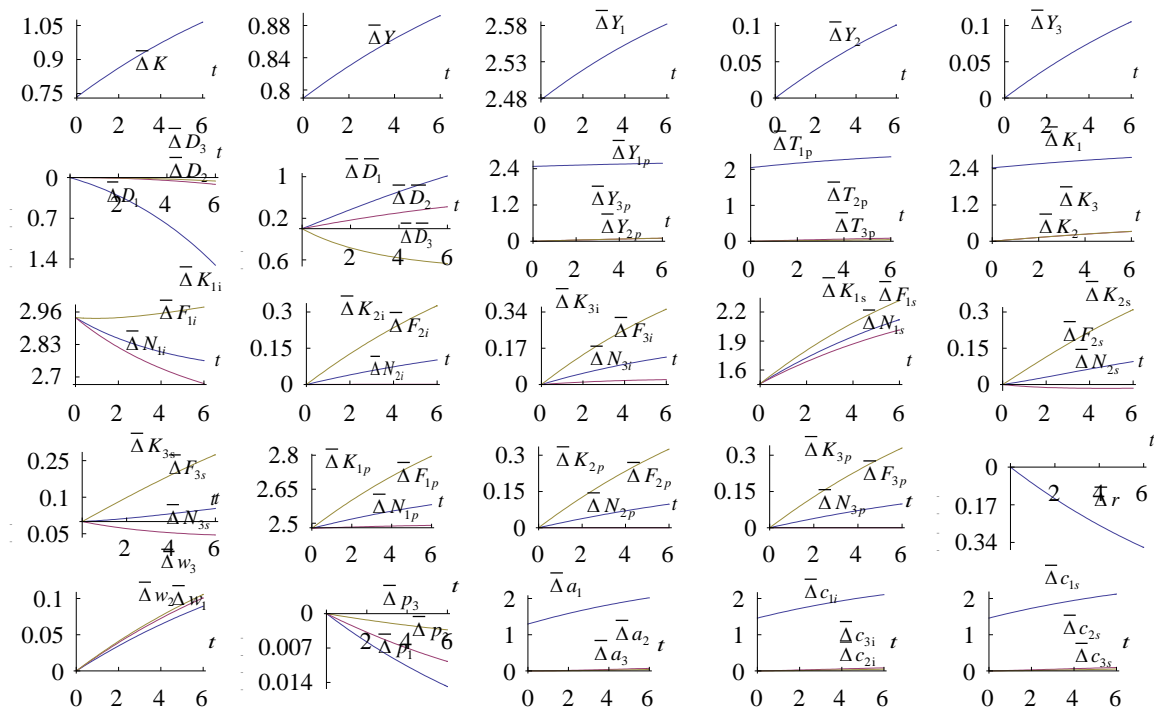 1.05
0.9
0.75
Δ̅ K
t
0 2 4 6
0.88
0.84
0.8
Δ̅ Y
t
0 2 4 6
2.58
2.53
2.48
Δ̅ Y₁
t
0 2 4 6
0.1
0.05
0
Δ̅ Y₂
t
0 2 4 6
0.1
0.05
0
Δ̅ Y₃
t
0 2 4 6
0
0.7
1.4
Δ̅ D₃
Δ̅ D₂
Δ̅ D₁
t
2 4 6
1
0.2
0.6
Δ̅ D̅₁
Δ̅ D̅₂
Δ̅ D̅₃
t
2 4 6
2.4
1.2
0
Δ̅ Y₁p
Δ̅ Y₃p
Δ̅ Y₂p
t
0 2 4 6
2
1
0
Δ̅ T₁p
Δ̅ T₂p
Δ̅ T₃p
t
0 2 4 6
2.4
1.2
0
Δ̅ K₁
Δ̅ K₃
Δ̅ K₂
t
0 2 4 6
2.96
2.83
2.7
Δ̅ K₁i
Δ̅ F₁i
Δ̅ N₁i
t
0 2 4 6
0.3
0.15
0
Δ̅ K₂i
Δ̅ F₂i
Δ̅ N₂i
t
0 2 4 6
0.34
0.17
0
Δ̅ K₃i
Δ̅ F₃i
Δ̅ N₃i
t
0 2 4 6
2.2
1.9
1.6
Δ̅ K₁s
Δ̅ F₁s
Δ̅ N₁s
t
0 2 4 6
0.3
0.15
0
Δ̅ K₂s
Δ̅ F₂s
Δ̅ N₂s
t
0 2 4 6
0.25
0.1
0.05
Δ̅ K₃s
Δ̅ F₃s
Δ̅ N₃s
t
2 4 6
2.8
2.65
2.5
Δ̅ K₁p
Δ̅ F₁p
Δ̅ N₁p
t
0 2 4 6
0.3
0.15
0
Δ̅ K₂p
Δ̅ F₂p
Δ̅ N₂p
t
0 2 4 6
0.3
0.15
0
Δ̅ K₃p
Δ̅ F₃p
Δ̅ N₃p
t
0 2 4 6
0
0.17
0.34
Δ̅ r
t
2 4 6
0.1
0.05
0
Δ̅ w₃
Δ̅ w₂
Δ̅ w₁
t
0 2 4 6
0
0.007
0.014
Δ̅ p₃
Δ̅ p₂
Δ̅ p₁
t
2 4 6
2
1
0
Δ̅ a₁
Δ̅ a₂
Δ̅ a₃
t
0 2 4 6
2
1
0
Δ̅ c₁i
Δ̅ c₃i
Δ̅ c₂i
t
0 2 4 6
2
1
0
Δ̅ c₁s
Δ̅ c₂s
Δ̅ c₃s
t
0 2 4 6